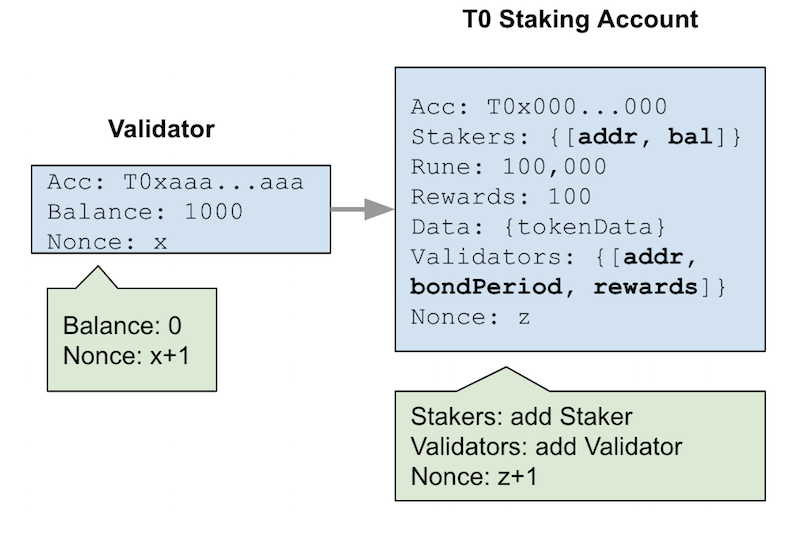 T0 Staking Account
Validator
Acc: T0xaaa...aaa
Balance: 1000
Nonce: x
Balance: 0
Nonce: x+1
Acc: T0x000...000
Stakers: {[addr, bal]}
Rune: 100,000
Rewards: 100
Data: {tokenData}
Validators: {[addr,
bondPeriod, rewards]}
Nonce: z
Stakers: add Staker
Validators: add Validator
Nonce: z+1